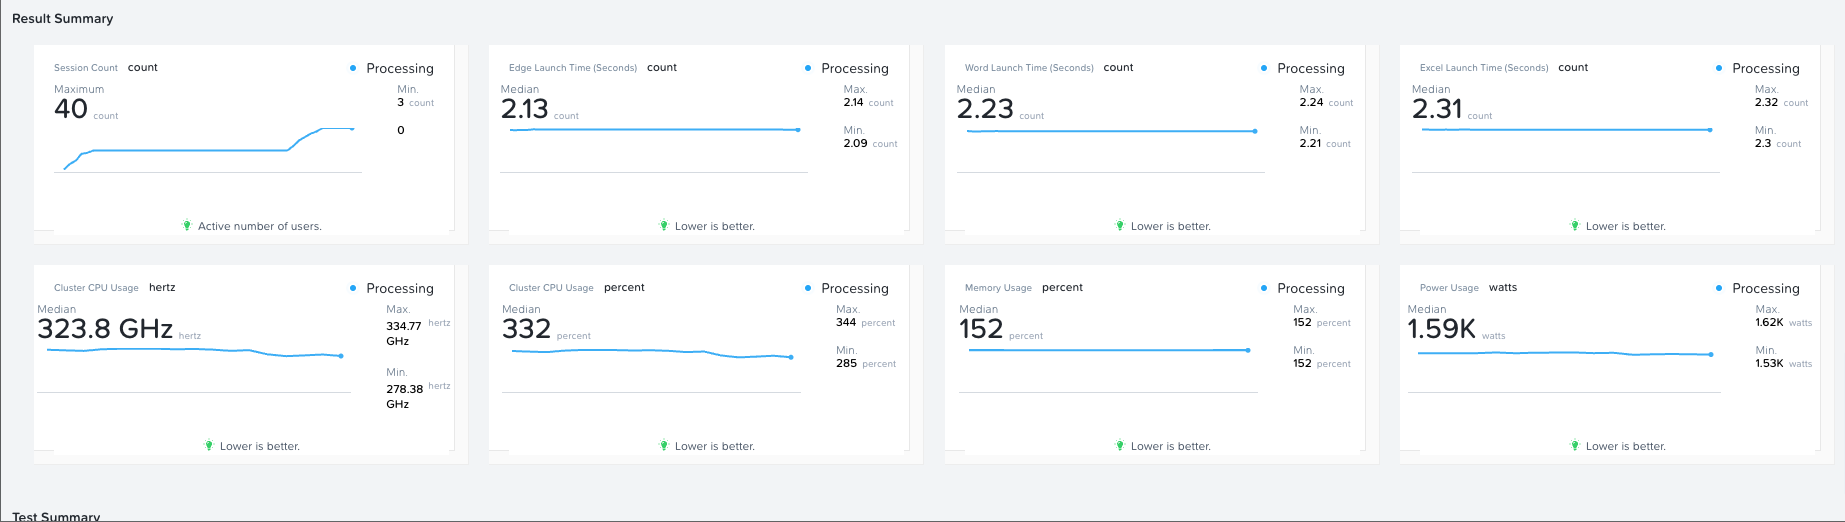 Result Summary
Session Count count
Processing
Maximum
40 count
Min.
3 count
0
Active number of users.
Edge Launch Time (Seconds) count
Processing
Median
2.13 count
Max.
2.14 count
Min.
2.09 count
Lower is better.
Word Launch Time (Seconds) count
Processing
Median
2.23 count
Max.
2.24 count
Min.
2.21 count
Lower is better.
Excel Launch Time (Seconds) count
Processing
Median
2.31 count
Max.
2.32 count
Min.
2.3 count
Lower is better.
Cluster CPU Usage hertz
Processing
Median
323.8 GHz hertz
Max.
334.77 hertz
GHz
Min.
278.38 hertz
GHz
Lower is better.
Cluster CPU Usage percent
Processing
Median
332 percent
Max.
344 percent
Min.
285 percent
Lower is better.
Memory Usage percent
Processing
Median
152 percent
Max.
152 percent
Min.
152 percent
Lower is better.
Power Usage watts
Processing
Median
1.59K watts
Max.
1.62K watts
Min.
1.53K watts
Lower is better.
Test Summary